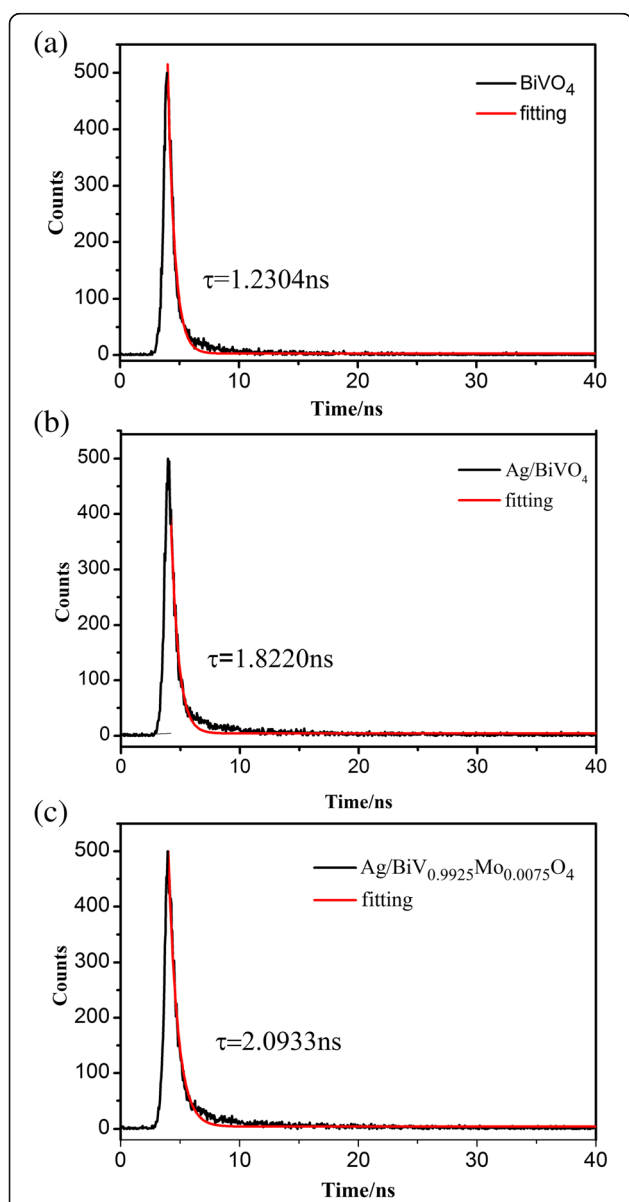 (a)
BiVO₄
fitting
500
400
300
200
100
0
Counts
τ=1.2304ns
0 10 20 30 40
Time/ns
(b)
Ag/BiVO₄
fitting
500
400
300
200
100
0
Counts
τ=1.8220ns
0 10 20 30 40
Time/ns
(c)
Ag/BiV₀.₉₉₂₅Mo₀.₀₀₇₅O₄
fitting
500
400
300
200
100
0
Counts
τ=2.0933ns
0 10 20 30 40
Time/ns